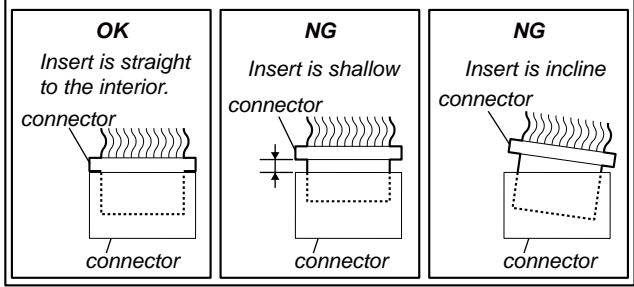 OK
Insert is straight
to the interior.
connector
connector
NG
Insert is shallow
connector
connector
NG
Insert is incline
connector
connector